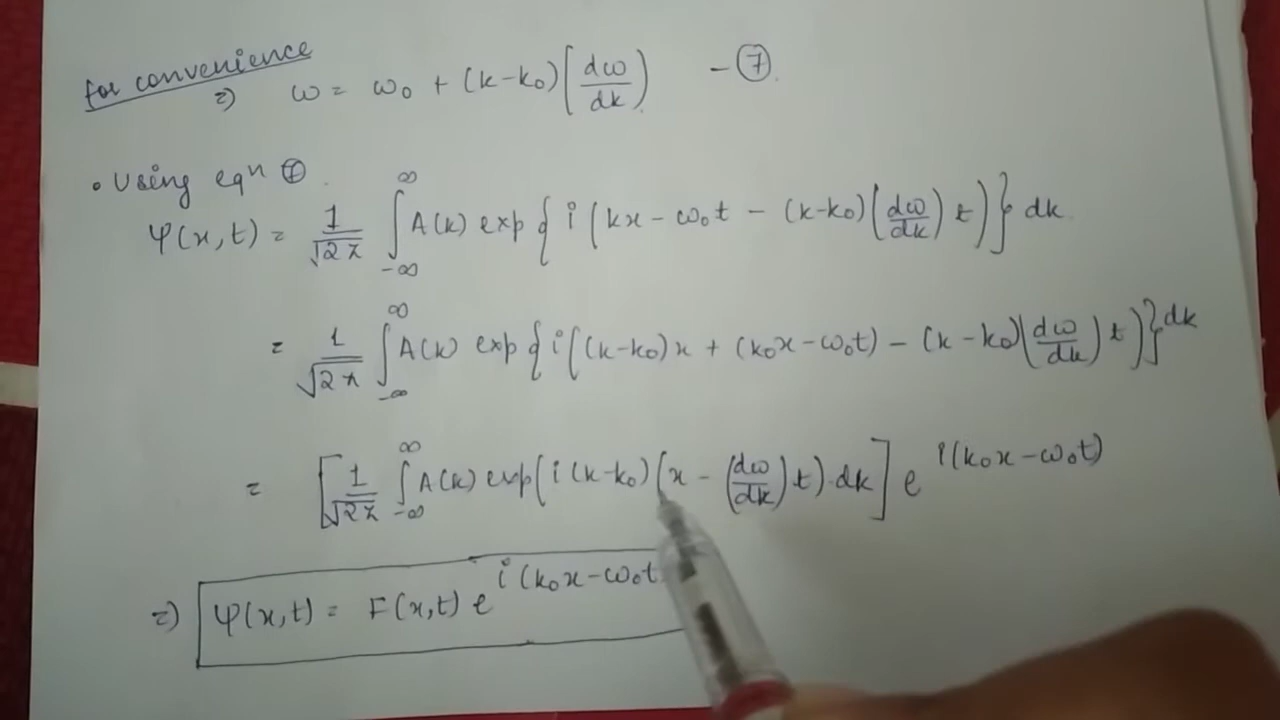 for convenience
⇒ ω = ω₀ + (k-k₀)(dω/dk) - ⑦
• Using eqⁿ ⑦
Ψ(x,t) = 1/√2π ∫_{-∞}^{∞} A(k) exp{i(kx - ω₀t - (k-k₀)(dω/dk)t)} dk
= 1/√2π ∫_{-∞}^{∞} A(k) exp{i((k-k₀)x + (k₀x - ω₀t) - (k-k₀)(dω/dk)t)} dk
= [1/√2π ∫_{-∞}^{∞} A(k) exp(i(k-k₀)(x - (dω/dk)t) dk] e^{i(k₀x - ω₀t)}
⇒ Ψ(x,t) = F(x,t) e^{i(k₀x - ω₀t